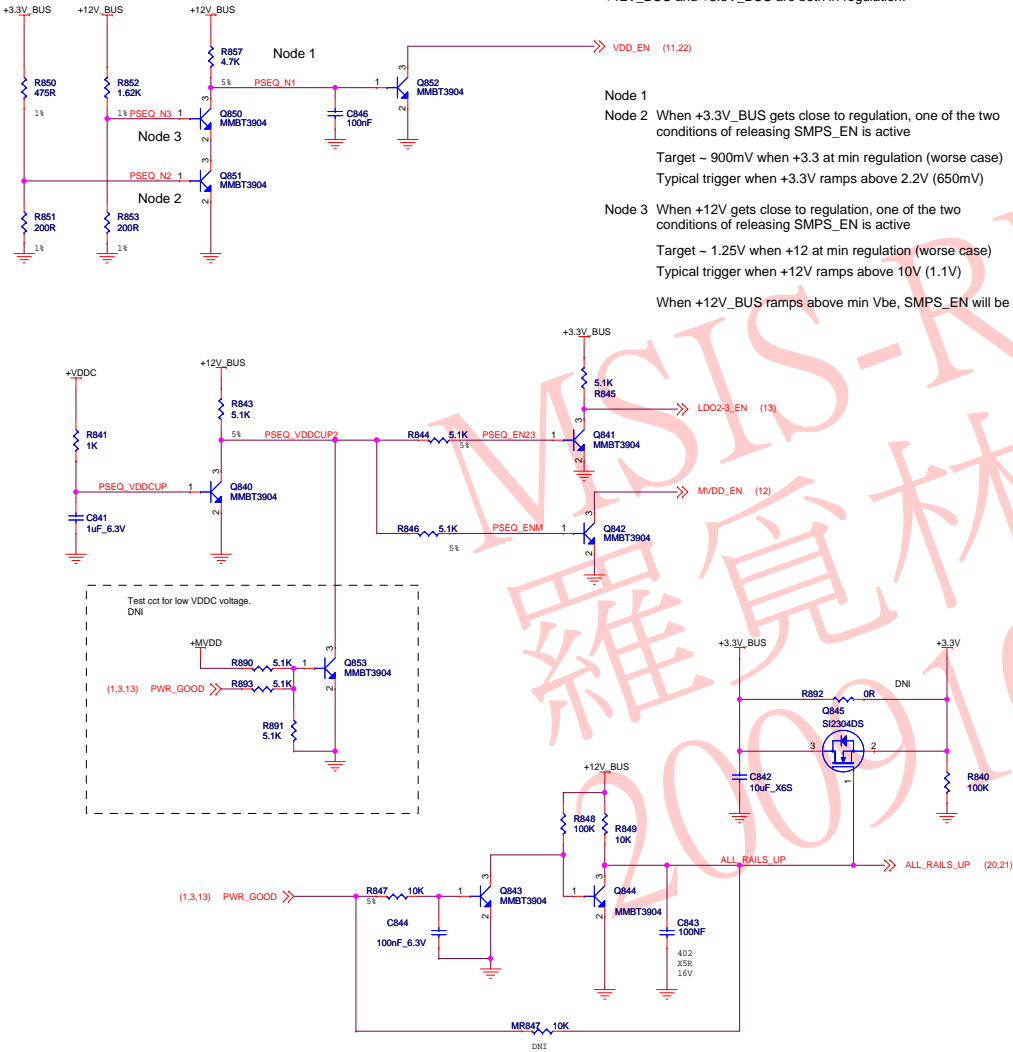 +12V_BUS and +3.3V_BUS are both in regulation.
+3.3V_BUS
+12V_BUS
+12V_BUS
R857
4.7K
5%
Node 1
PSEQ_N1
VDD_EN (11,22)
R850
475R
1%
R852
1.62K
1%
PSEQ_N3
1
3
2
Q850
MMBT3904
Node 3
C846
100nF
1
3
2
Q852
MMBT3904
PSEQ_N2
1
3
2
Q851
MMBT3904
Node 2
R851
200R
1%
R853
200R
1%
Node 1
Node 2 When +3.3V_BUS gets close to regulation, one of the two
conditions of releasing SMPS_EN is active
Target ~ 900mV when +3.3 at min regulation (worse case)
Typical trigger when +3.3V ramps above 2.2V (650mV)
Node 3 When +12V gets close to regulation, one of the two
conditions of releasing SMPS_EN is active
Target ~ 1.25V when +12 at min regulation (worse case)
Typical trigger when +12V ramps above 10V (1.1V)
When +12V_BUS ramps above min Vbe, SMPS_EN will be
+VDDC
+12V_BUS
+3.3V_BUS
R841
1K
R843
5.1K
5%
5.1K
R845
LDO2-3_EN (13)
PSEQ_VDDCUP2
R844
5.1K
5%
PSEQ_EN23
1
3
2
Q841
MMBT3904
PSEQ_VDDCUP
1
3
2
Q840
MMBT3904
C841
1uF_6.3V
MVDD_EN (12)
R846
5.1K
5%
PSEQ_ENM
1
3
2
Q842
MMBT3904
Test cct for low VDDC voltage.
DNI
+MVDD
R890
5.1K
(1,3,13) PWR_GOOD
R893
5.1K
1
3
2
Q853
MMBT3904
R891
5.1K
+3.3V_BUS
+3.3V
DNI
R892
0R
Q845
SI2304DS
3
2
1
C842
10uF_X6S
R840
100K
+12V_BUS
R848
100K
R849
10K
ALL_RAILS_UP
ALL_RAILS_UP (20,21)
(1,3,13) PWR_GOOD
R847
10K
5%
1
3
2
Q843
MMBT3904
1
3
2
Q844
MMBT3904
C844
100nF_6.3V
C843
100NF
402
X5R
16V
MR847
10K
DNI
MSIS-R
羅覓林
20091